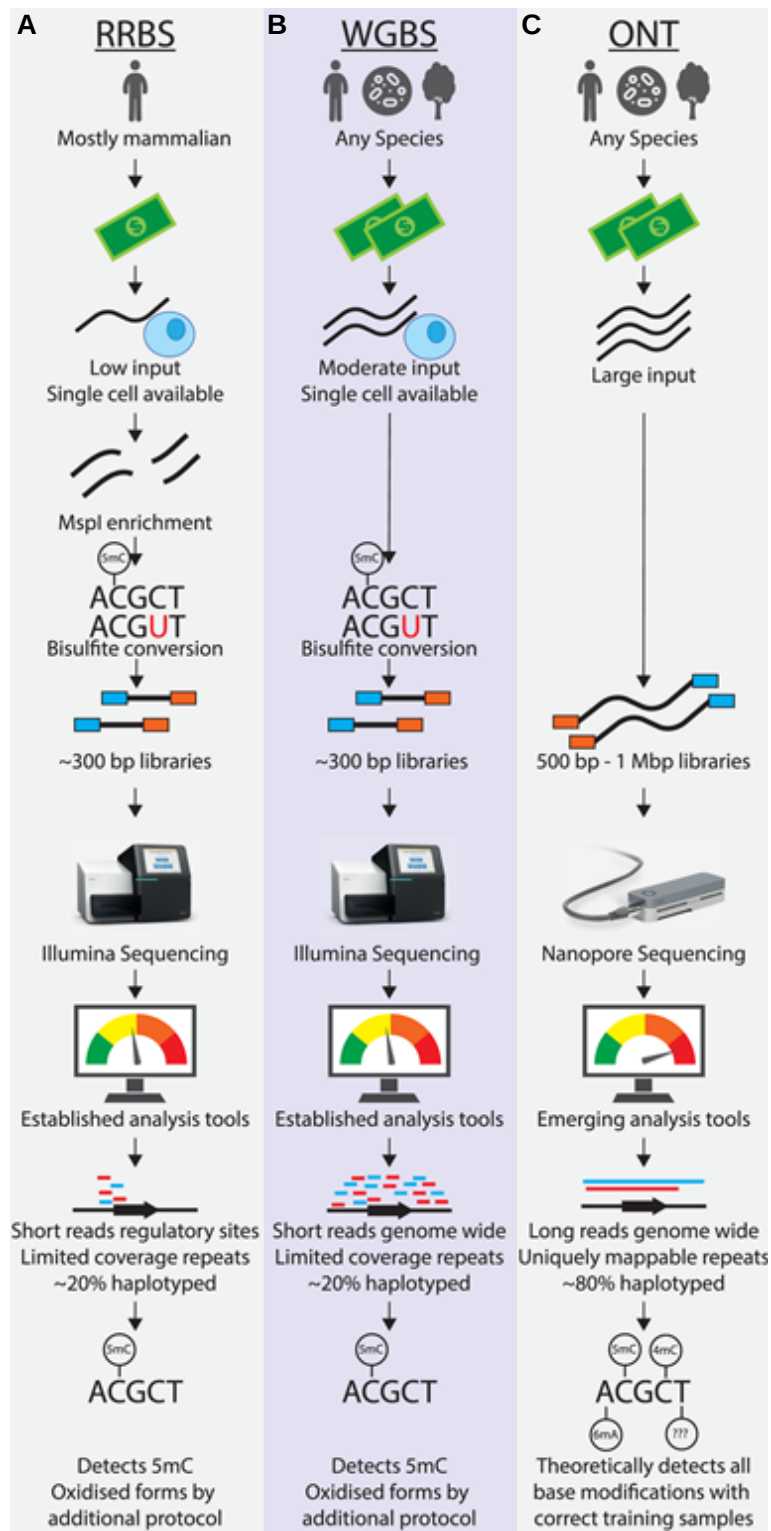 A
RRBS
Mostly mammalian
$
Low input
Single cell available
MspI enrichment
5mC
ACGCT
ACGUT
Bisulfite conversion
~300 bp libraries
Illumina Sequencing
Established analysis tools
Short reads regulatory sites
Limited coverage repeats
~20% haplotyped
5mC
ACGCT
Detects 5mC
Oxidised forms by
additional protocol
B
WGBS
Any Species
$
Moderate input
Single cell available
5mC
ACGCT
ACGUT
Bisulfite conversion
~300 bp libraries
Illumina Sequencing
Established analysis tools
Short reads genome wide
Limited coverage repeats
~20% haplotyped
5mC
ACGCT
Detects 5mC
Oxidised forms by
additional protocol
C
ONT
Any Species
$
Large input
500 bp - 1 Mbp libraries
Nanopore Sequencing
Emerging analysis tools
Long reads genome wide
Uniquely mappable repeats
~80% haplotyped
5mC 4mC
ACGCT
6mA ???
Theoretically detects all
base modifications with
correct training samples